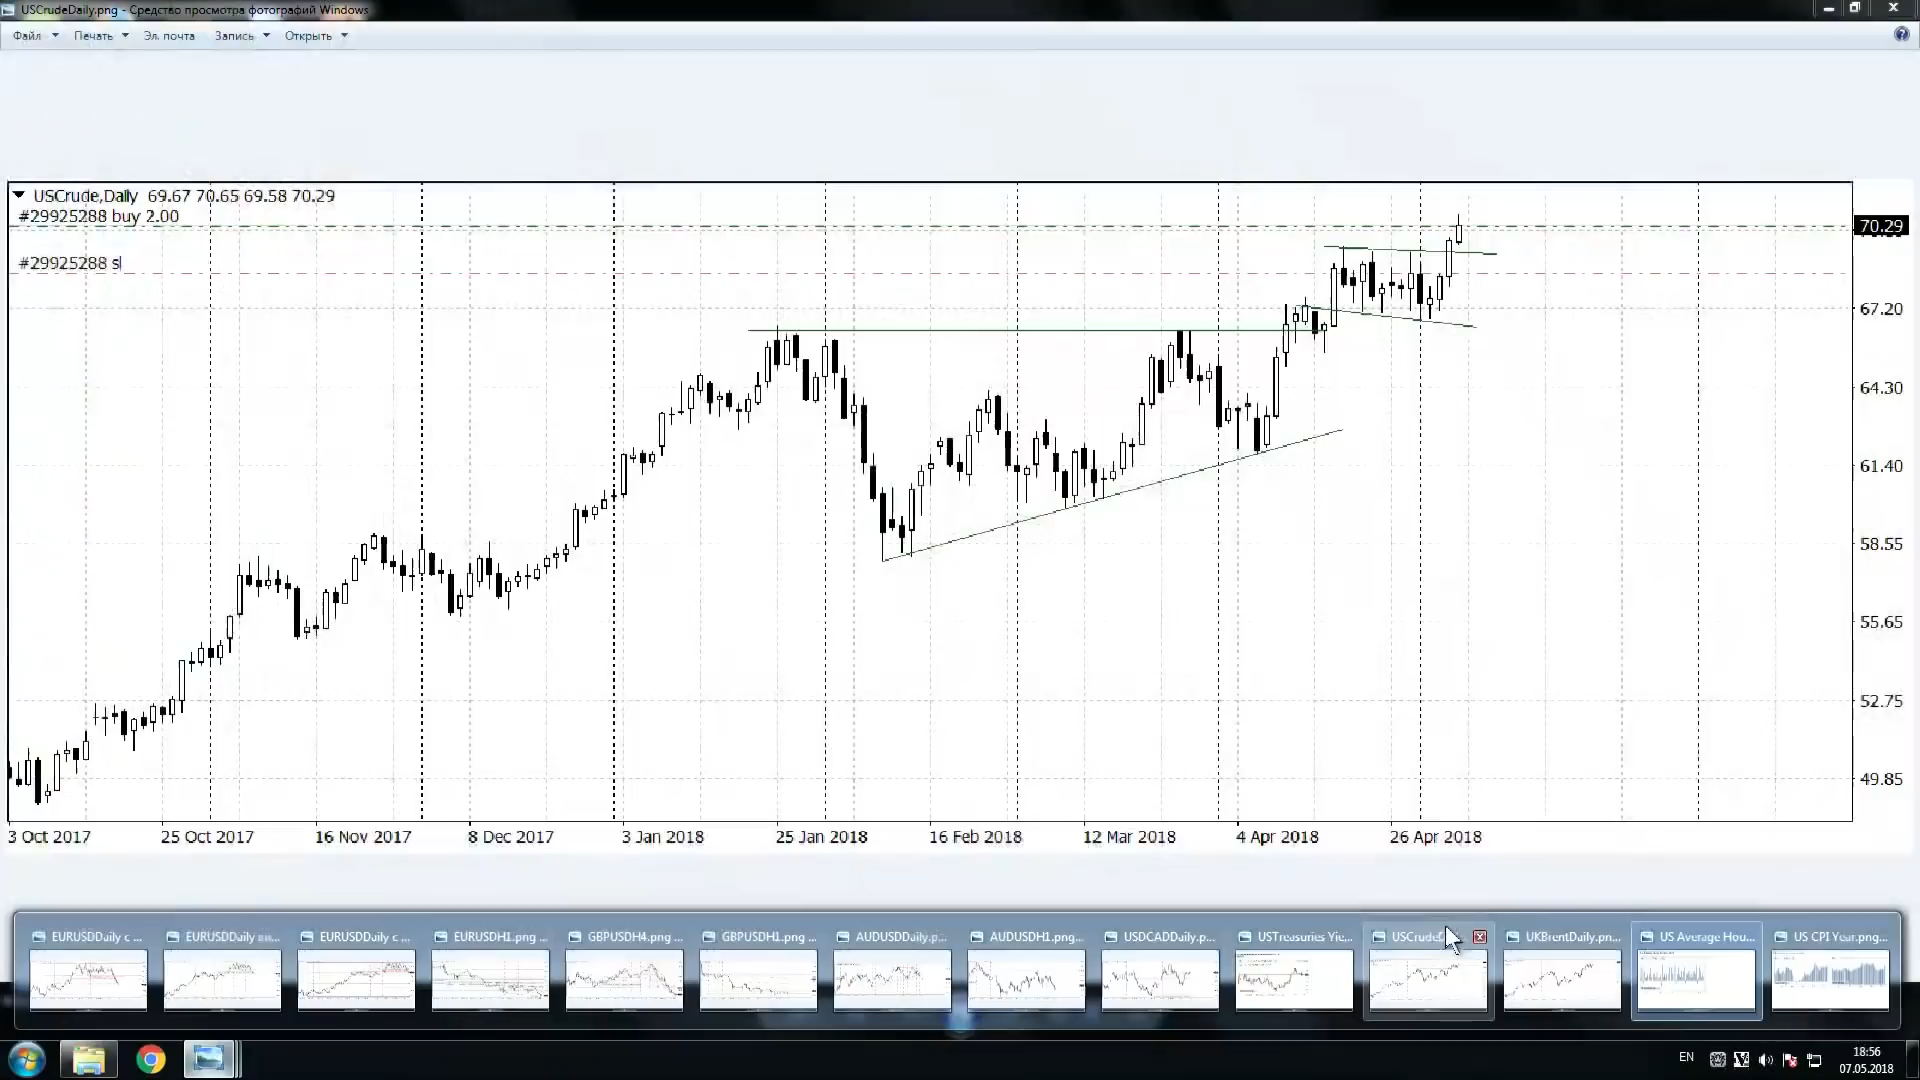 USCrudeDaily.png - Средство просмотра фотографий Windows
Файл Печать Эл. почта Запись Открыть
USCrude,Daily 69.67 70.65 69.58 70.29
#29925288 buy 2.00
70.29
#29925288 sl
67.20
64.30
61.40
58.55
55.65
52.75
49.85
3 Oct 2017 25 Oct 2017 16 Nov 2017 8 Dec 2017 3 Jan 2018 25 Jan 2018 16 Feb 2018 12 Mar 2018 4 Apr 2018 26 Apr 2018
EURUSDDaily с ... EURUSDDaily вн... EURUSDDaily с ... EURUSDH1.png ... GBPUSDH4.png ... GBPUSDH1.png ... AUDUSDDaily.p... AUDUSDH1.png... USDCADDaily.p... USTreasuries Yie... USCrude UKBrentDaily.pn... US Average Hou... US CPI Year.png...
EN 18:56
07.05.2018